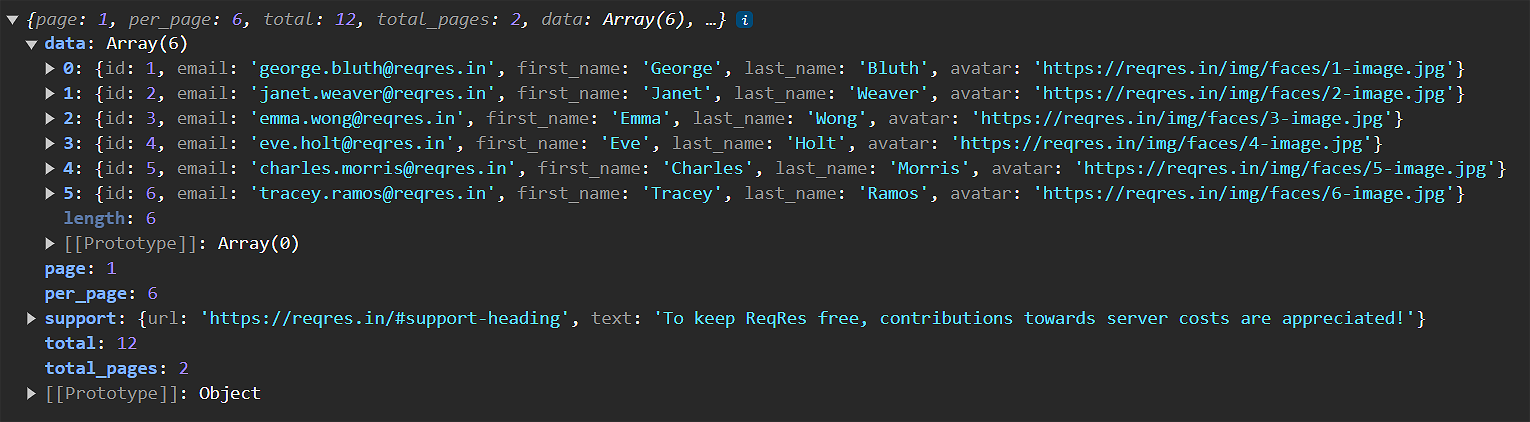 ▼ {page: 1, per_page: 6, total: 12, total_pages: 2, data: Array(6), …} i
▼ data: Array(6)
▶ 0: {id: 1, email: 'george.bluth@reqres.in', first_name: 'George', last_name: 'Bluth', avatar: 'https://reqres.in/img/faces/1-image.jpg'}
▶ 1: {id: 2, email: 'janet.weaver@reqres.in', first_name: 'Janet', last_name: 'Weaver', avatar: 'https://reqres.in/img/faces/2-image.jpg'}
▶ 2: {id: 3, email: 'emma.wong@reqres.in', first_name: 'Emma', last_name: 'Wong', avatar: 'https://reqres.in/img/faces/3-image.jpg'}
▶ 3: {id: 4, email: 'eve.holt@reqres.in', first_name: 'Eve', last_name: 'Holt', avatar: 'https://reqres.in/img/faces/4-image.jpg'}
▶ 4: {id: 5, email: 'charles.morris@reqres.in', first_name: 'Charles', last_name: 'Morris', avatar: 'https://reqres.in/img/faces/5-image.jpg'}
▶ 5: {id: 6, email: 'tracey.ramos@reqres.in', first_name: 'Tracey', last_name: 'Ramos', avatar: 'https://reqres.in/img/faces/6-image.jpg'}
length: 6
▶ [[Prototype]]: Array(0)
page: 1
per_page: 6
▶ support: {url: 'https://reqres.in/#support-heading', text: 'To keep ReqRes free, contributions towards server costs are appreciated!'}
total: 12
total_pages: 2
▶ [[Prototype]]: Object